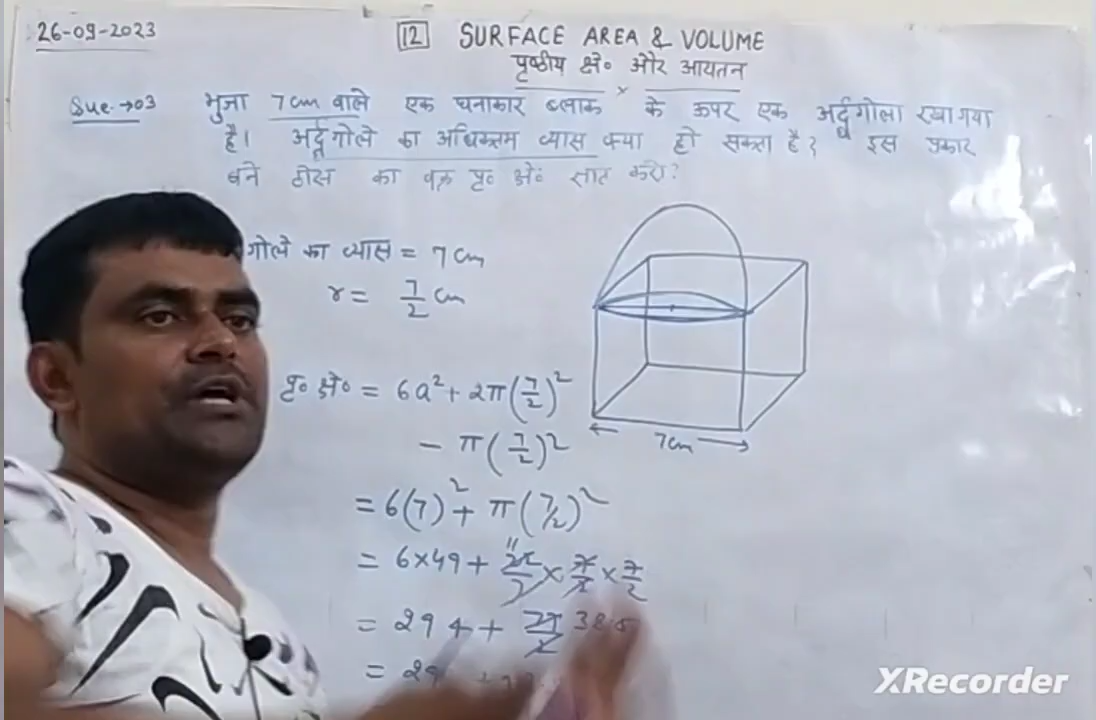 26-09-2023
12 SURFACE AREA & VOLUME
पृष्ठीय क्षे० और आयतन
Que.→03 भुजा 7cm वाले एक घनाकार ब्लाक के ऊपर एक अर्द्धगोला रखा गया
है। अर्द्धगोले का अधिकतम व्यास क्या हो सकता है? इस प्रकार
बने ठोस का पृ० क्षे० ज्ञात करो?
गोले का व्यास = 7cm
r = 7/2 cm
पृ० क्षे० = 6a² + 2π(7/2)²
- π(7/2)²
= 6(7)² + π(7/2)²
= 6×49 + 22/7 × 7/2 × 7/2
= 294 + 77/2 38.5
7cm
XRecorder